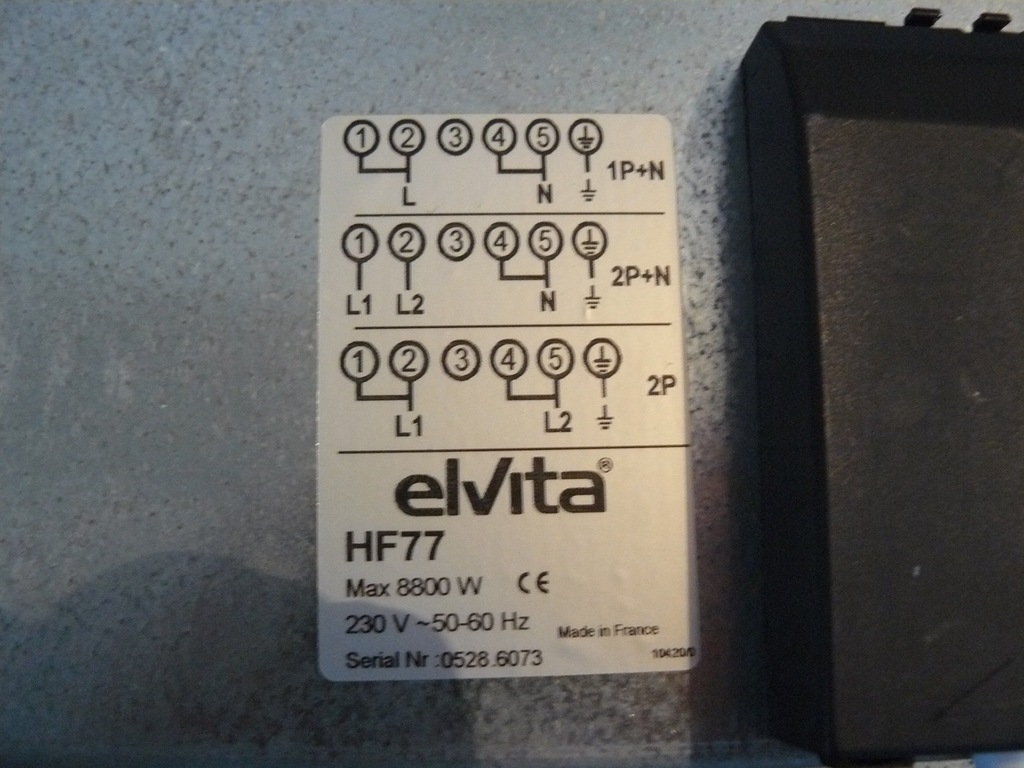 1 2 3 4 5 1P+N
L N
1 2 3 4 5 2P+N
L1 L2 N
1 2 3 4 5 2P
L1 L2
elvita®
HF77
Max 8800 W CE
230 V ~50-60 Hz Made in France
Serial Nr :0528.6073 10420/0